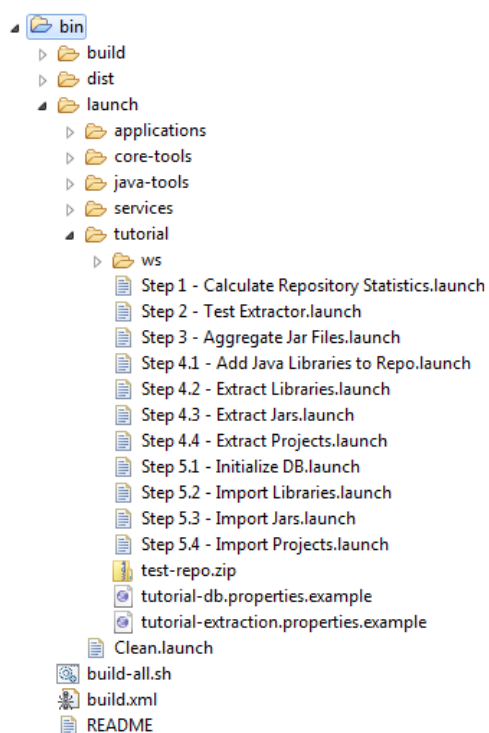 bin
build
dist
launch
applications
core-tools
java-tools
services
tutorial
ws
Step 1 - Calculate Repository Statistics.launch
Step 2 - Test Extractor.launch
Step 3 - Aggregate Jar Files.launch
Step 4.1 - Add Java Libraries to Repo.launch
Step 4.2 - Extract Libraries.launch
Step 4.3 - Extract Jars.launch
Step 4.4 - Extract Projects.launch
Step 5.1 - Initialize DB.launch
Step 5.2 - Import Libraries.launch
Step 5.3 - Import Jars.launch
Step 5.4 - Import Projects.launch
test-repo.zip
tutorial-db.properties.example
tutorial-extraction.properties.example
Clean.launch
build-all.sh
build.xml
README